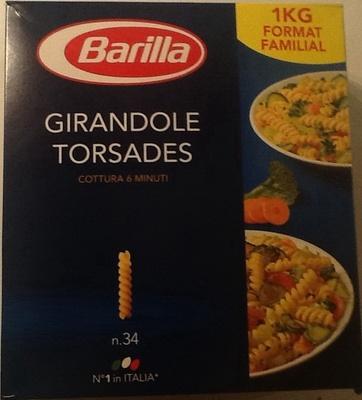 Barilla
1KG
FORMAT
FAMILIAL
GIRANDOLE
TORSADES
COTTURA 6 MINUTI
n.34
N°1 in ITALIA*